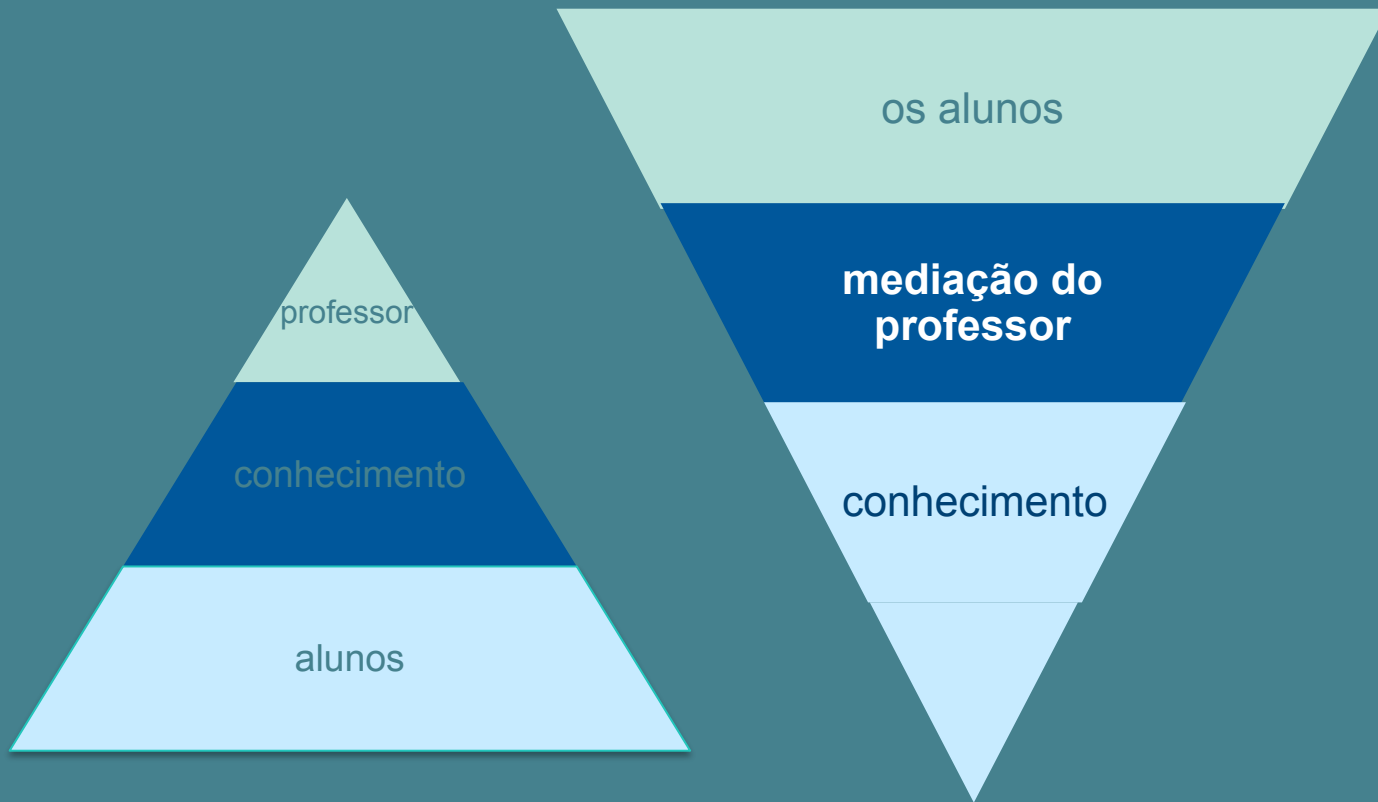 professor
conhecimento
alunos
os alunos
mediação do
professor
conhecimento